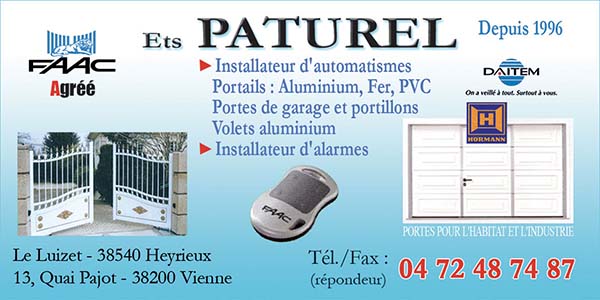 FAAC
Agréé
Ets PATUREL
Depuis 1996
►Installateur d'automatismes
Portails : Aluminium, Fer, PVC
Portes de garage et portillons
Volets aluminium
►Installateur d'alarmes
DAITEM
On a veillé à tout. Surtout à vous.
HÖRMANN
FAAC
PORTES POUR L'HABITAT ET L'INDUSTRIE
Le Luizet - 38540 Heyrieux
13, Quai Pajot - 38200 Vienne
Tél./Fax : 04 72 48 74 87
(répondeur)